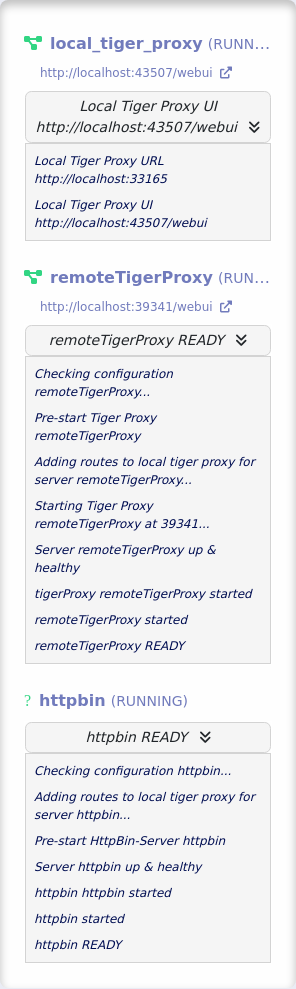 local_tiger_proxy (RUNN...
http://localhost:43507/webui
Local Tiger Proxy UI
http://localhost:43507/webui
Local Tiger Proxy URL
http://localhost:33165
Local Tiger Proxy UI
http://localhost:43507/webui
remoteTigerProxy (RUN...
http://localhost:39341/webui
remoteTigerProxy READY
Checking configuration
remoteTigerProxy...
Pre-start Tiger Proxy
remoteTigerProxy
Adding routes to local tiger proxy for
server remoteTigerProxy...
Starting Tiger Proxy
remoteTigerProxy at 39341...
Server remoteTigerProxy up &
healthy
tigerProxy remoteTigerProxy started
remoteTigerProxy started
remoteTigerProxy READY
? httpbin (RUNNING)
httpbin READY
Checking configuration httpbin...
Adding routes to local tiger proxy for
server httpbin...
Pre-start HttpBin-Server httpbin
Server httpbin up & healthy
httpbin httpbin started
httpbin started
httpbin READY